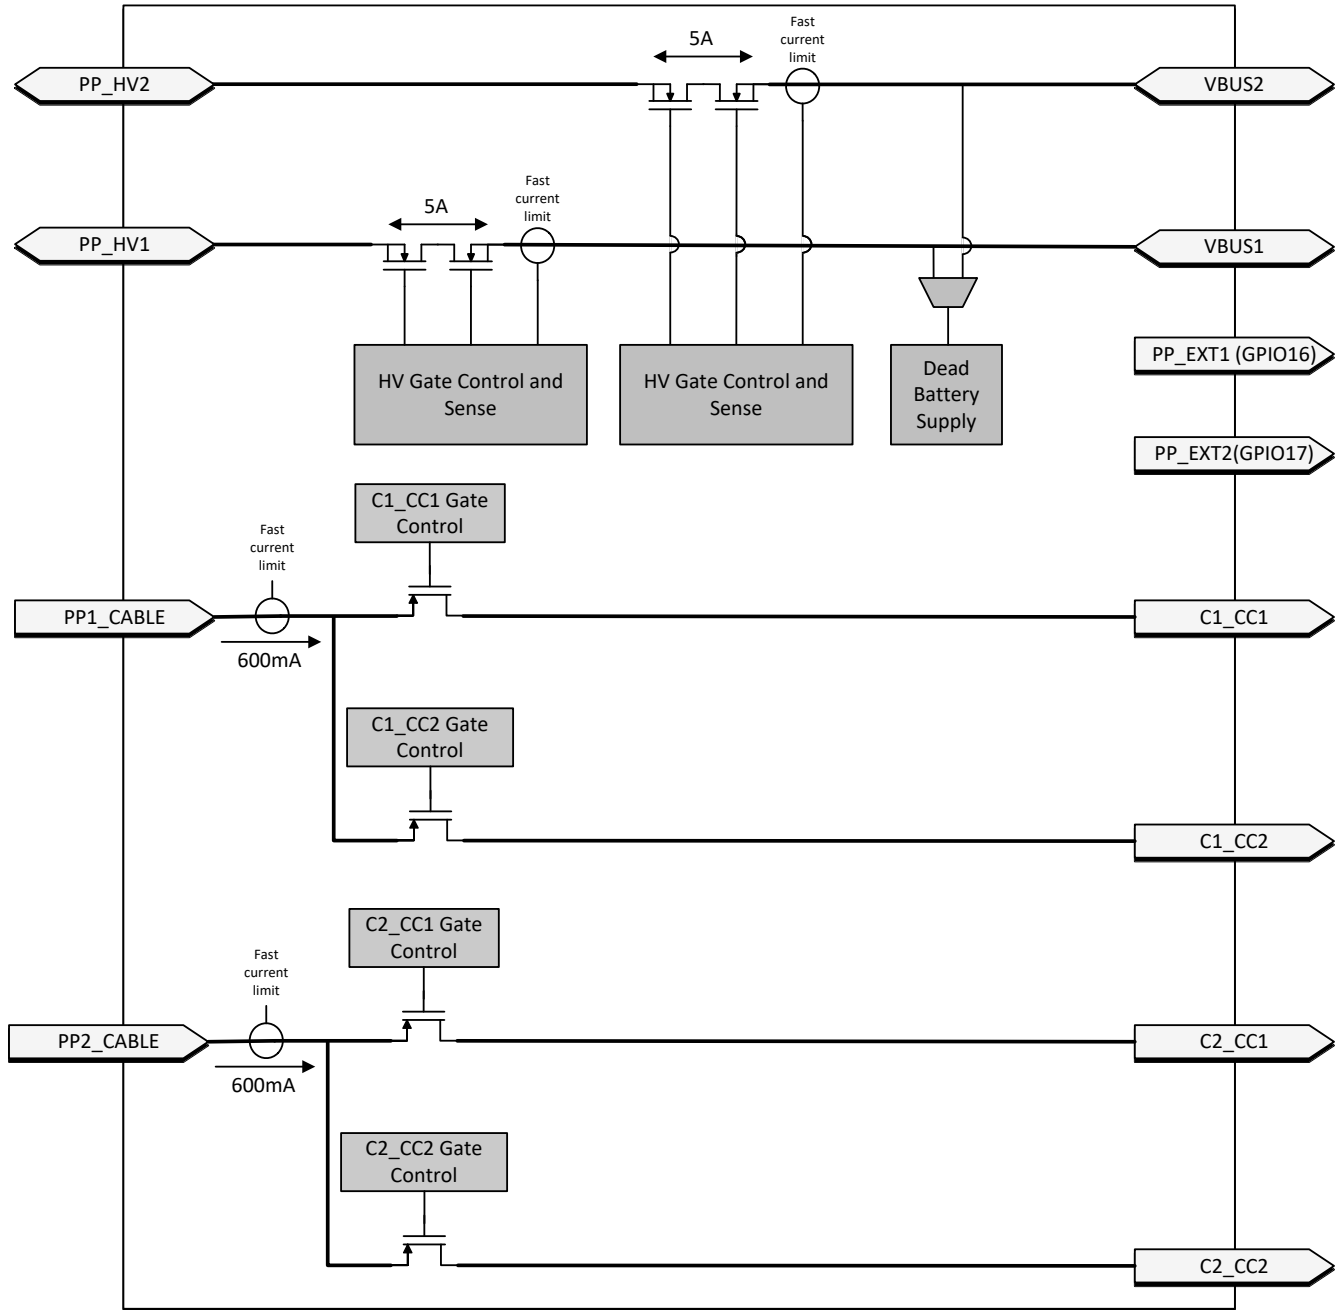 Fast
current
limit
5A
PP_HV2
VBUS2
Fast
current
limit
5A
PP_HV1
VBUS1
HV Gate Control and
Sense
HV Gate Control and
Sense
Dead
Battery
Supply
PP_EXT1 (GPIO16)
PP_EXT2(GPIO17)
C1_CC1 Gate
Control
Fast
current
limit
PP1_CABLE
600mA
C1_CC1
C1_CC2 Gate
Control
C1_CC2
C2_CC1 Gate
Control
Fast
current
limit
PP2_CABLE
600mA
C2_CC1
C2_CC2 Gate
Control
C2_CC2